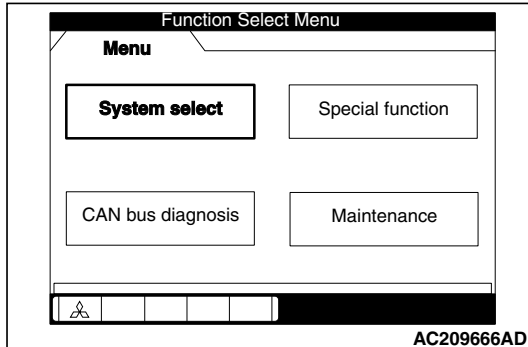 Function Select Menu
Menu
System select
Special function
CAN bus diagnosis
Maintenance
AC209666AD